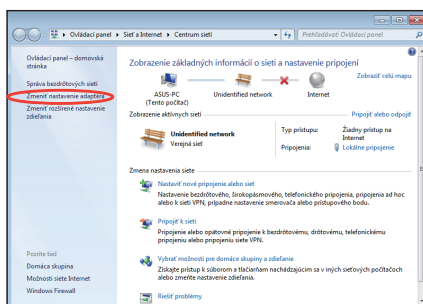 Ovládací panel ▸ Sieť a Internet ▸ Centrum sietí
Prehľadávať Ovládací panel
Ovládací panel – domovská stránka
Správa bezdrôtových sietí
Zmeniť nastavenie adaptéra
Zmeniť rozšírené nastavenie zdieľania
Pozrite tiež
Domáca skupina
Možnosti siete Internet
Windows Firewall
Zobrazenie základných informácií o sieti a nastavenie pripojení
Zobraziť celú mapu
ASUS-PC
(Tento počítač)
Unidentified network
Internet
Zobrazenie aktívnych sietí
Pripojiť alebo odpojiť
Unidentified network
Verejná sieť
Typ prístupu: Žiadny prístup na Internet
Pripojenia: Lokálne pripojenie
Zmena nastavenia siete
Nastaviť nové pripojenie alebo sieť
Nastavenie bezdrôtového, širokopásmového, telefonického pripojenia, pripojenia ad hoc
alebo k sieti VPN, prípadne nastavenie smerovača alebo prístupového bodu.
Pripojiť k sieti
Pripojenie alebo opätovné pripojenie k bezdrôtovému, drôtovému, telefonickému
pripojeniu alebo pripojeniu siete VPN.
Vybrať možnosti pre domáce skupiny a zdieľanie
Získajte prístup k súborom a tlačiarňam nachádzajúcim sa v iných sieťových počítačoch
alebo zmeňte nastavenie zdieľania.
Riešiť problémy